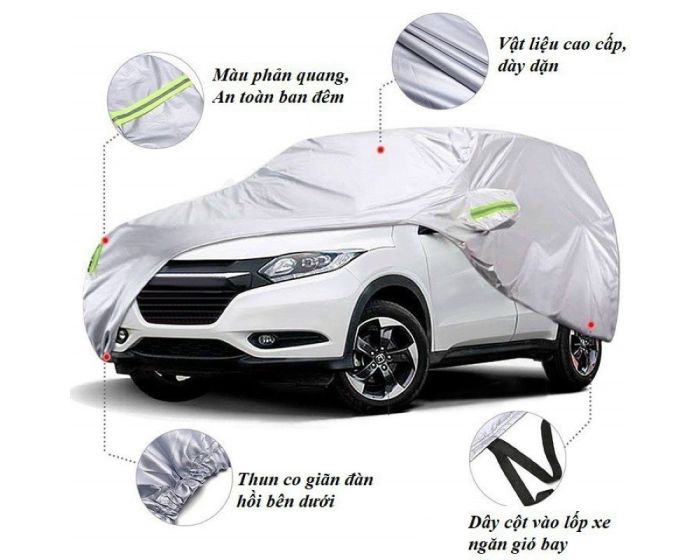 Vật liệu cao cấp,
dày dặn
Màu phản quang,
An toàn ban đêm
Thun co giãn đàn
hồi bên dưới
Dây cột vào lốp xe
ngăn gió bay